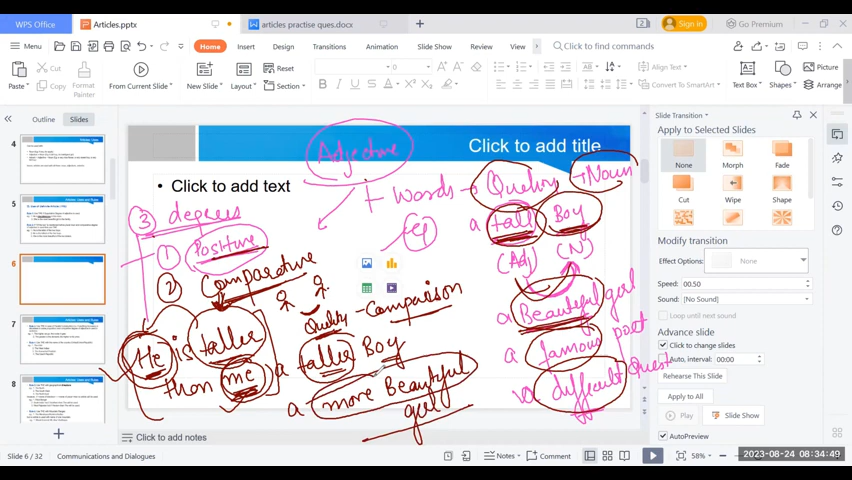 WPS Office
Articles.pptx
articles practise ques.docx
+
2
Sign in
Go Premium
Menu
Home
Insert
Design
Transitions
Animation
Slide Show
Review
View
Click to find commands
Paste
Cut
Copy
Format
Painter
From Current Slide
New Slide
Layout
Reset
Section
0
B I U S A
Align Text
Convert To SmartArt
Text Box
Shapes
Picture
Arrange
Outline
Slides
4
5
6
7
8
+
Click to add title
• Click to add text
Adjective
Words → Quality → Noun
③ degrees
① Positive
② Comparative
Quality - Comparison
He is taller
than me
a taller Boy
a more Beautiful
girl
eg
a tall Boy
(Adj) (N)
a Beautiful girl
a famous poet
a difficult Quest
Slide Transition
Apply to Selected Slides
None
Morph
Fade
Cut
Wipe
Shape
Modify transition
Effect Options:
None
Speed:
00.50
Sound:
[No Sound]
Loop until next sound
Advance slide
Click to change slides
Auto, interval:
00:00
Rehearse This Slide
Apply to All
Play
Slide Show
AutoPreview
Click to add notes
Slide 6 / 32
Communications and Dialogues
Notes
Comment
58%
2023-08-24 08:34:49